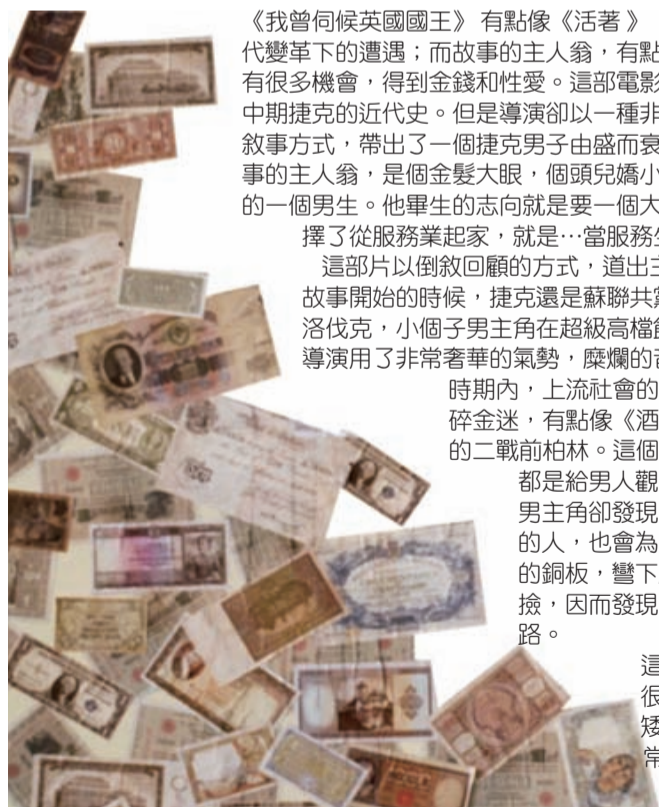 《我曾伺候英國國王》有點像《活著》
代變革下的遭遇；而故事的主人翁，有點
有很多機會，得到金錢和性愛。這部電影
中期捷克的近代史。但是導演卻以一種非
敘事方式，帶出了一個捷克男子由盛而衰
事的主人翁，是個金髮大眼，個頭兒嬌小
的一個男生。他畢生的志向就是要一個大
擇了從服務業起家，就是…當服務生
這部片以倒敘回顧的方式，道出主
故事開始的時候，捷克還是蘇聯共黨
洛伐克，小個子男主角在超級高檔飯
導演用了非常奢華的氣勢，糜爛的
時期內，上流社會的
碎金迷，有點像《酒
的二戰前柏林。這個
都是給男人觀
男主角卻發現
的人，也會為
的銅板，彎下
撿，因而發現
路。
這
很
矮
常